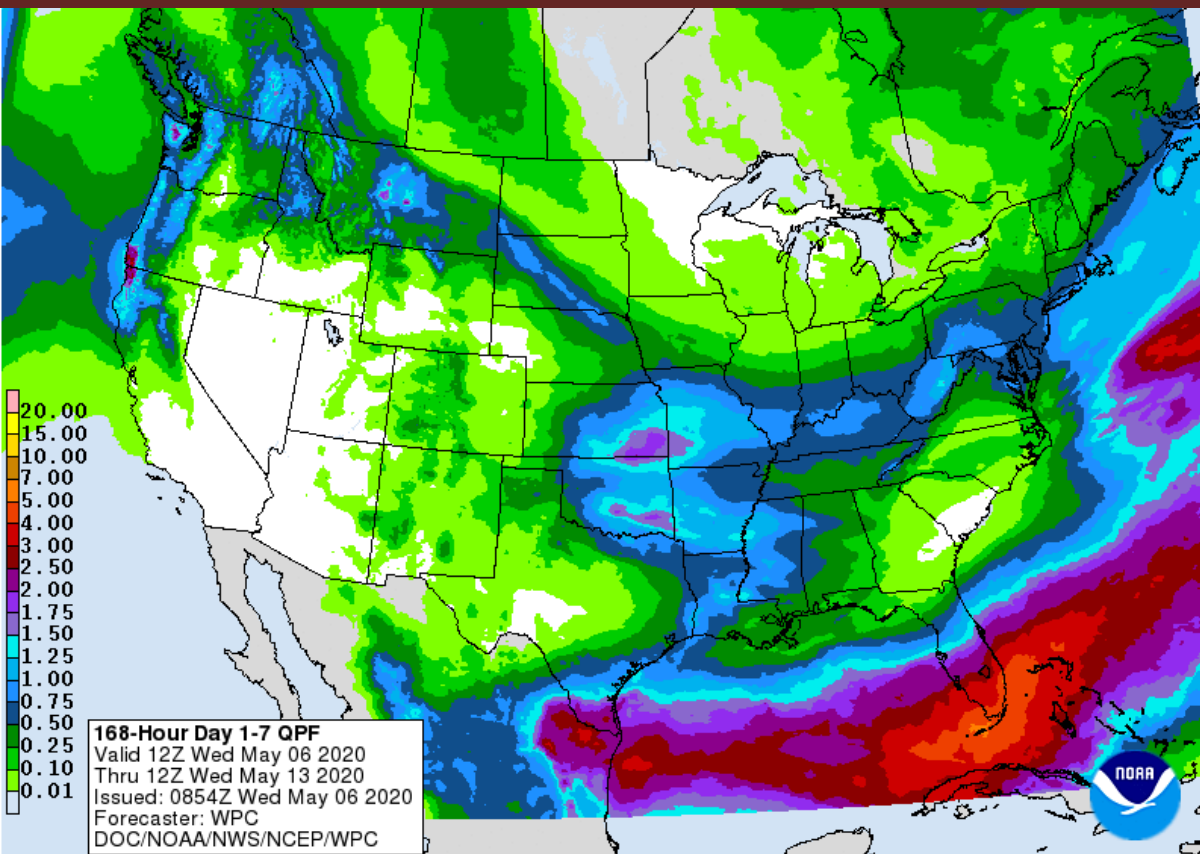 20.00
15.00
10.00
7.00
5.00
4.00
3.00
2.50
2.00
1.75
1.50
1.25
1.00
0.75
0.50
0.25
0.10
0.01
168-Hour Day 1-7 QPF
Valid 12Z Wed May 06 2020
Thru 12Z Wed May 13 2020
Issued: 0854Z Wed May 06 2020
Forecaster: WPC
DOC/NOAA/NWS/NCEP/WPC
NOAA